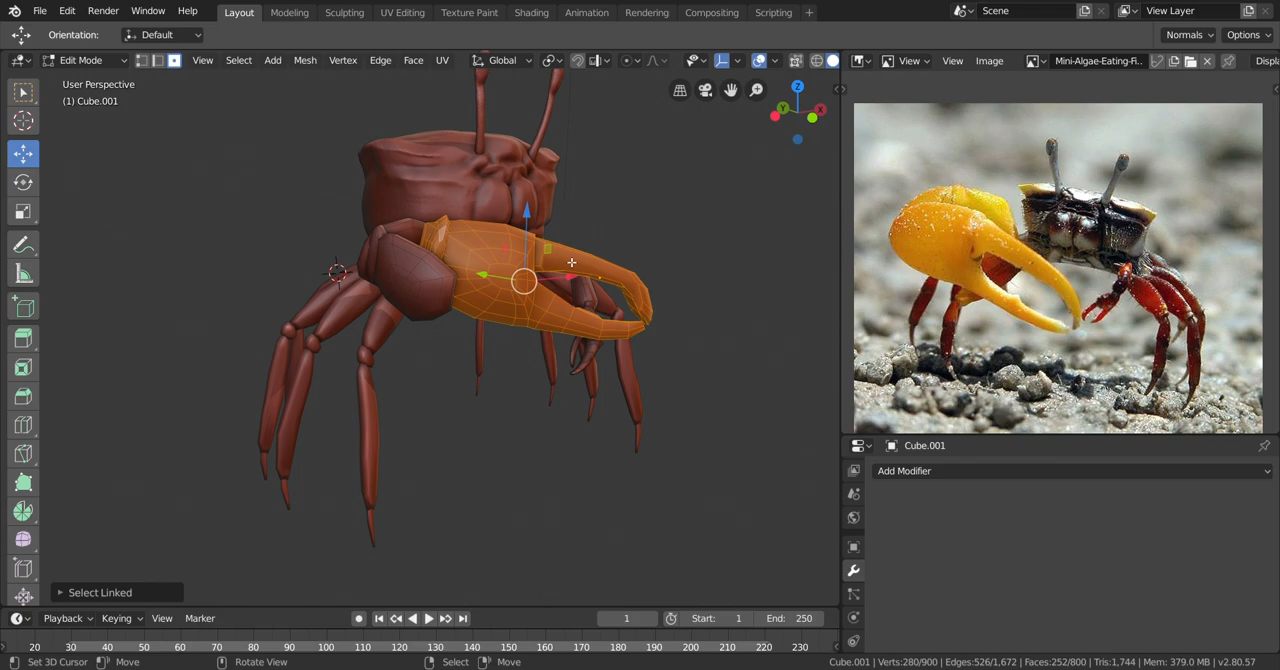 File Edit Render Window Help Layout Modeling Sculpting UV Editing Texture Paint Shading Animation Rendering Compositing Scripting + Scene View Layer
Orientation: Default Normals Options
Edit Mode View Select Add Mesh Vertex Edge Face UV Global View View Image Mini-Algae-Eating-Fi.. Displa
User Perspective
(1) Cube.001
Z
Y
X
Cube.001
Add Modifier
Select Linked
Playback Keying View Marker 1 Start: 1 End: 250
20 30 40 50 60 70 80 90 100 110 120 130 140 150 160 170 180 190 200 210 220 230
Set 3D Cursor Move Rotate View Select Move Cube.001 | Verts:280/900 | Edges:526/1,672 | Faces:252/800 | Tris:1,744 | Mem: 379.0 MB | v2.80.57